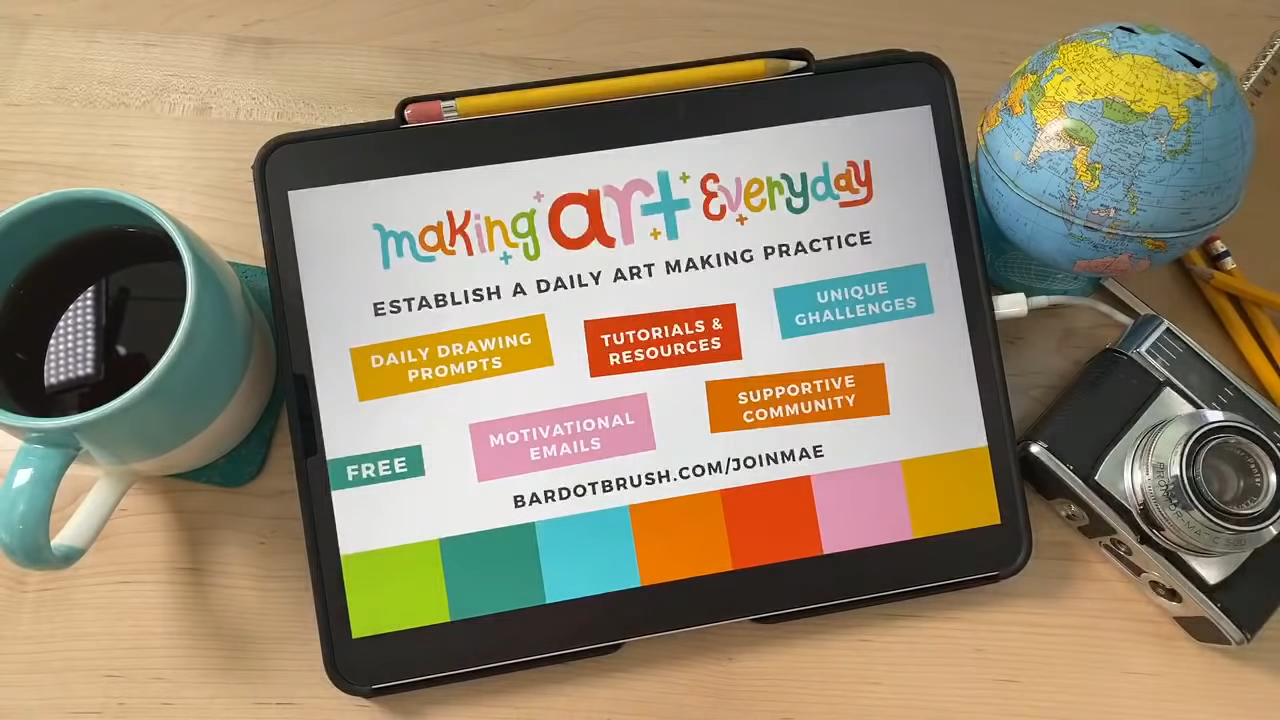 making art Everyday
ESTABLISH A DAILY ART MAKING PRACTICE
DAILY DRAWING
PROMPTS
TUTORIALS &
RESOURCES
UNIQUE
GHALLENGES
MOTIVATIONAL
EMAILS
SUPPORTIVE
COMMUNITY
FREE
BARDOTBRUSH.COM/JOINMAE